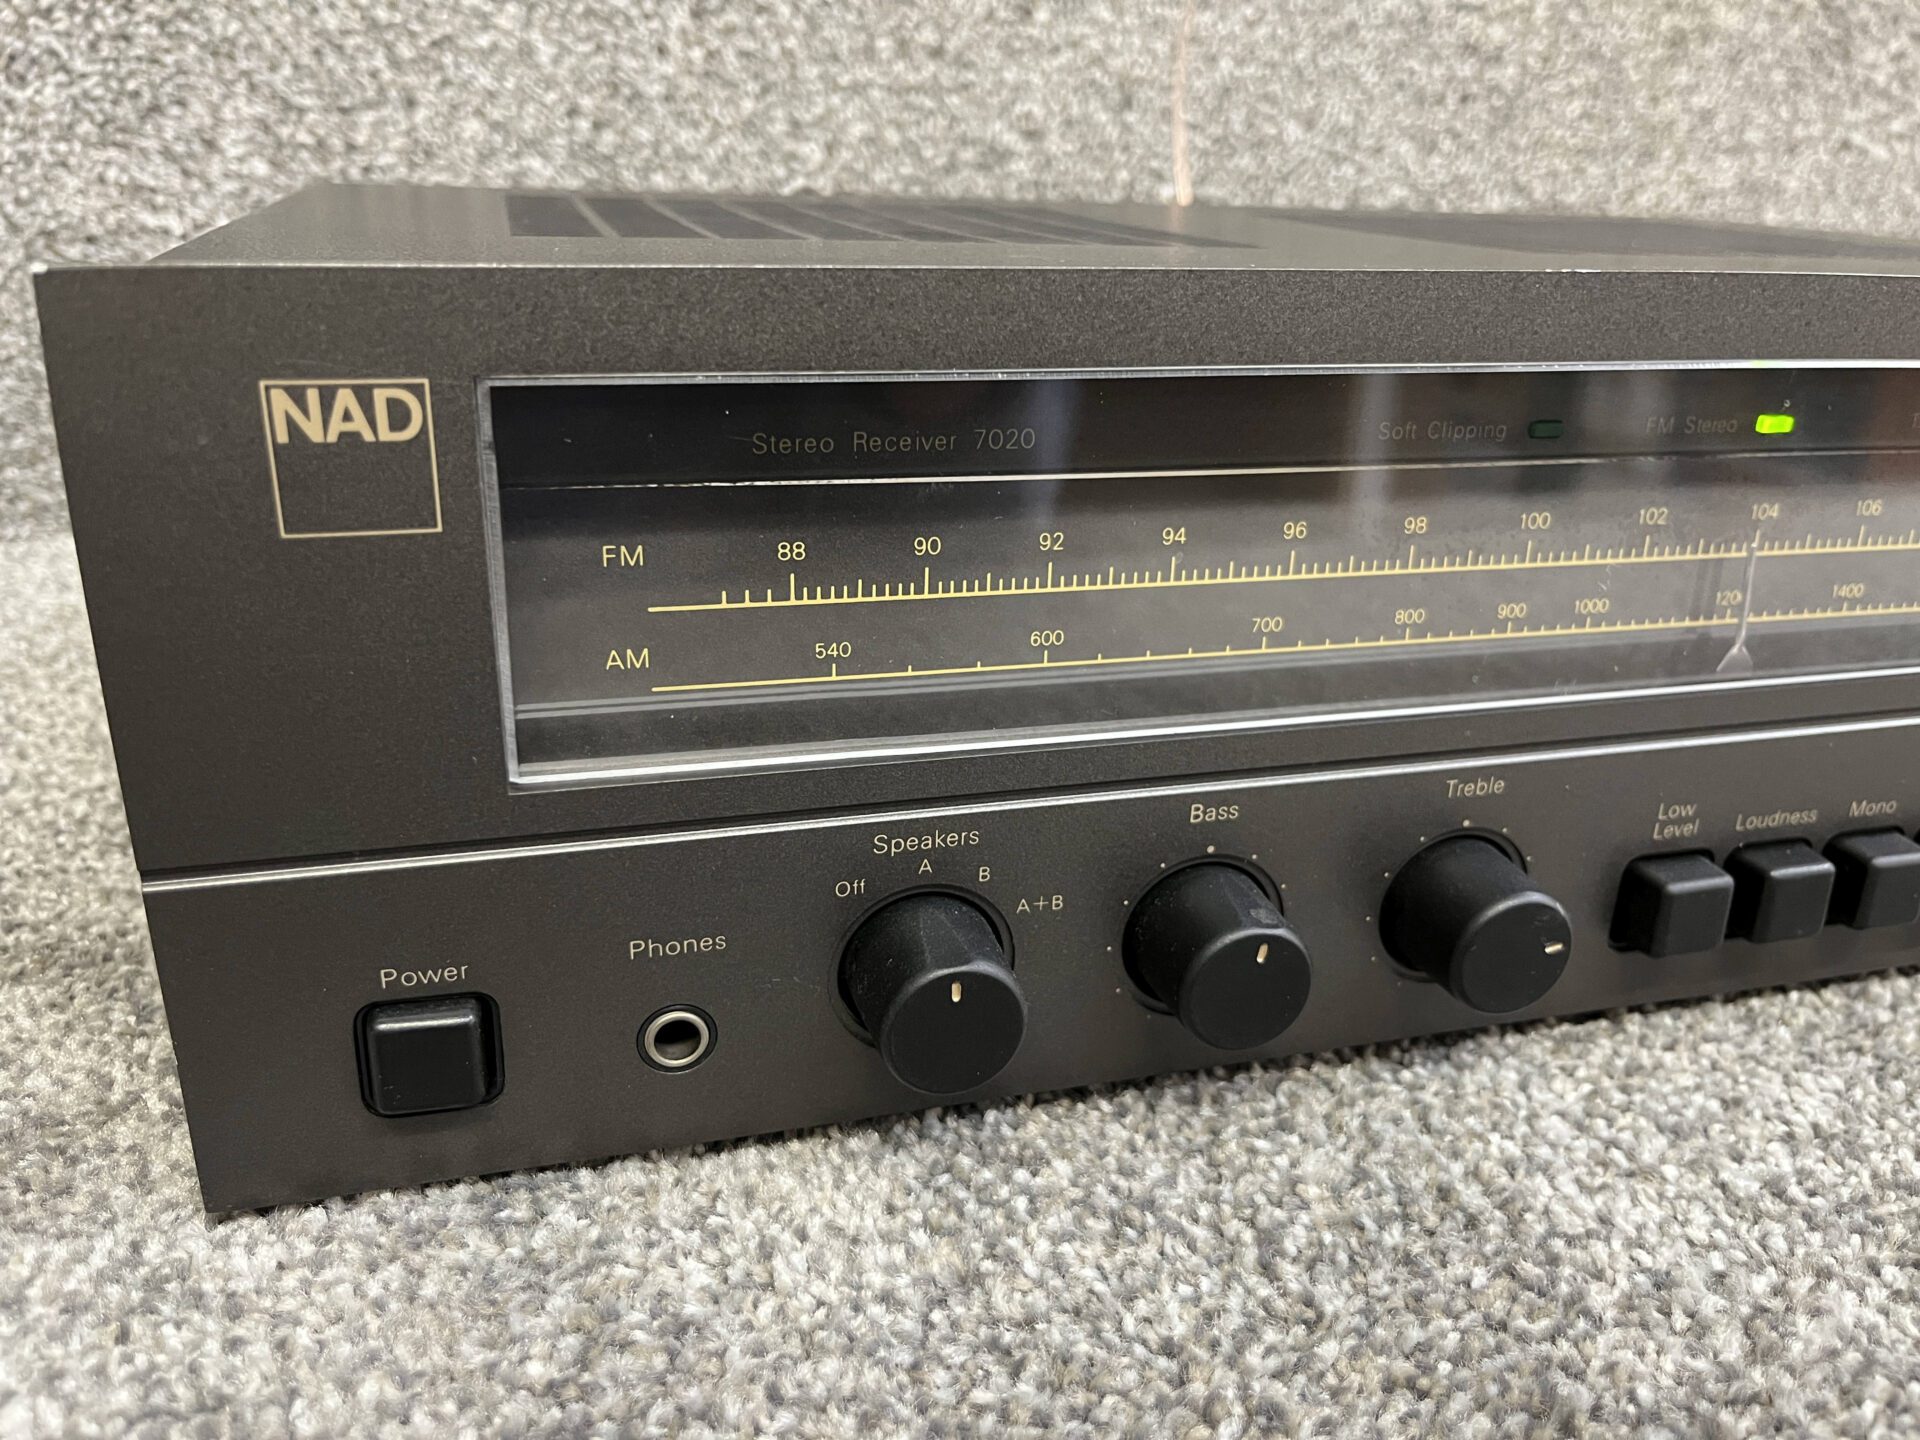 NAD
Stereo Receiver 7020
Soft Clipping
FM Stereo
FM 88 90 92 94 96 98 100 102 104 106
AM 540 600 700 800 900 1000 1400
Power
Phones
Speakers
Off A B A+B
Bass
Treble
Low
Level
Loudness
Mono